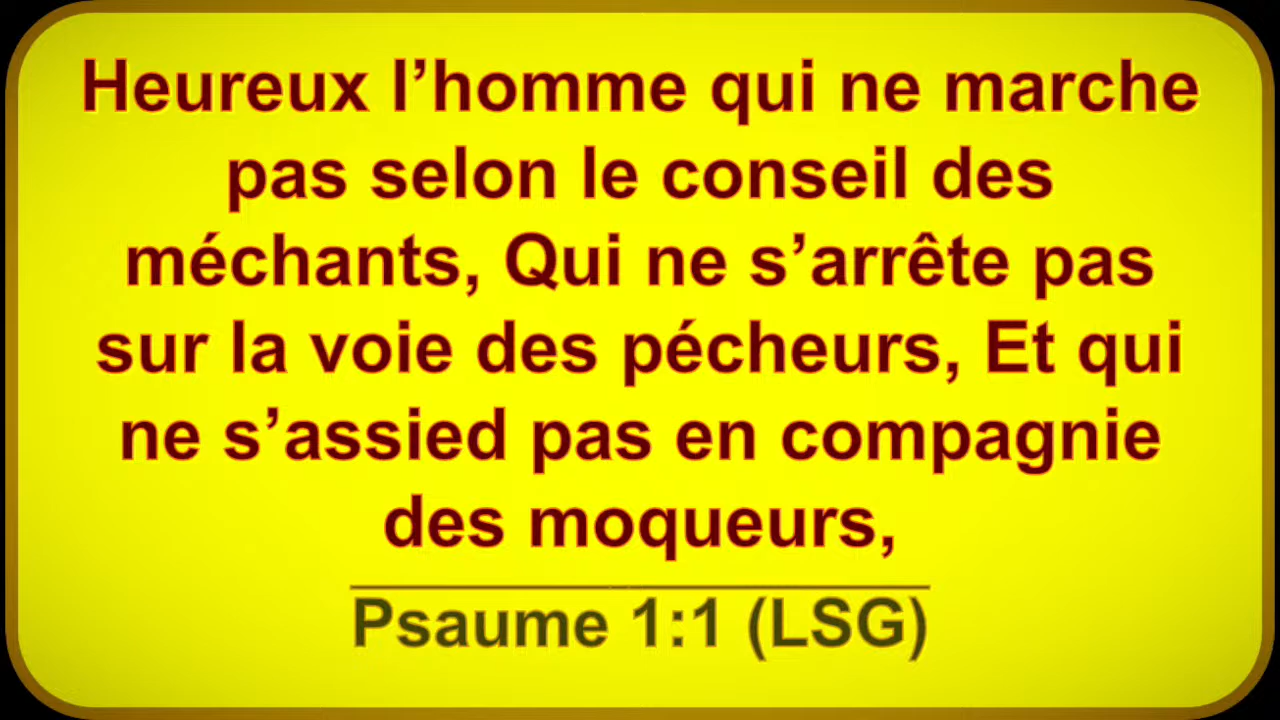 Heureux l’homme qui ne marche
pas selon le conseil des
méchants, Qui ne s’arrête pas
sur la voie des pécheurs, Et qui
ne s’assied pas en compagnie
des moqueurs,
Psaume 1:1 (LSG)